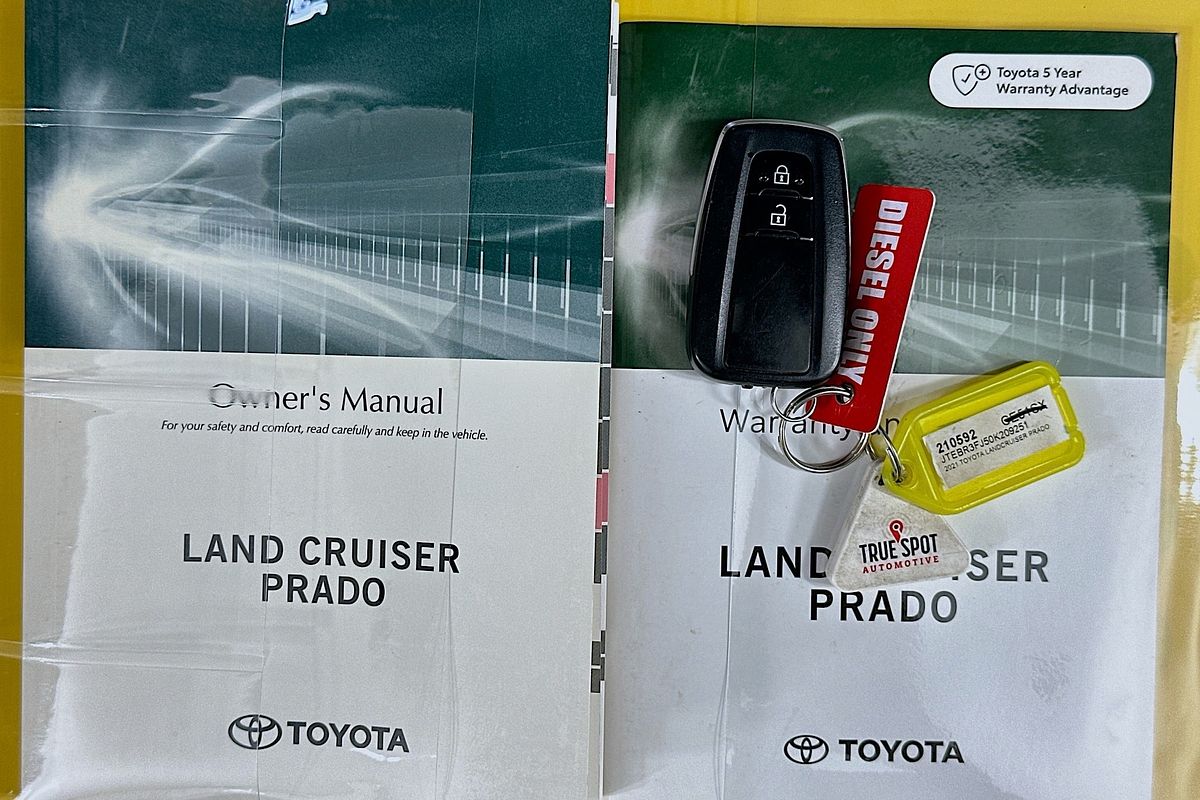 Owner's Manual
For your safety and comfort, read carefully and keep in the vehicle.
LAND CRUISER
PRADO
TOYOTA
Toyota 5 Year
Warranty Advantage
DIESEL ONLY
210592
JTEBR3FJ50K209251
2021 TOYOTA LANDCRUISER PRADO
TRUE SPOT
AUTOMOTIVE
PRADO
TOYOTA